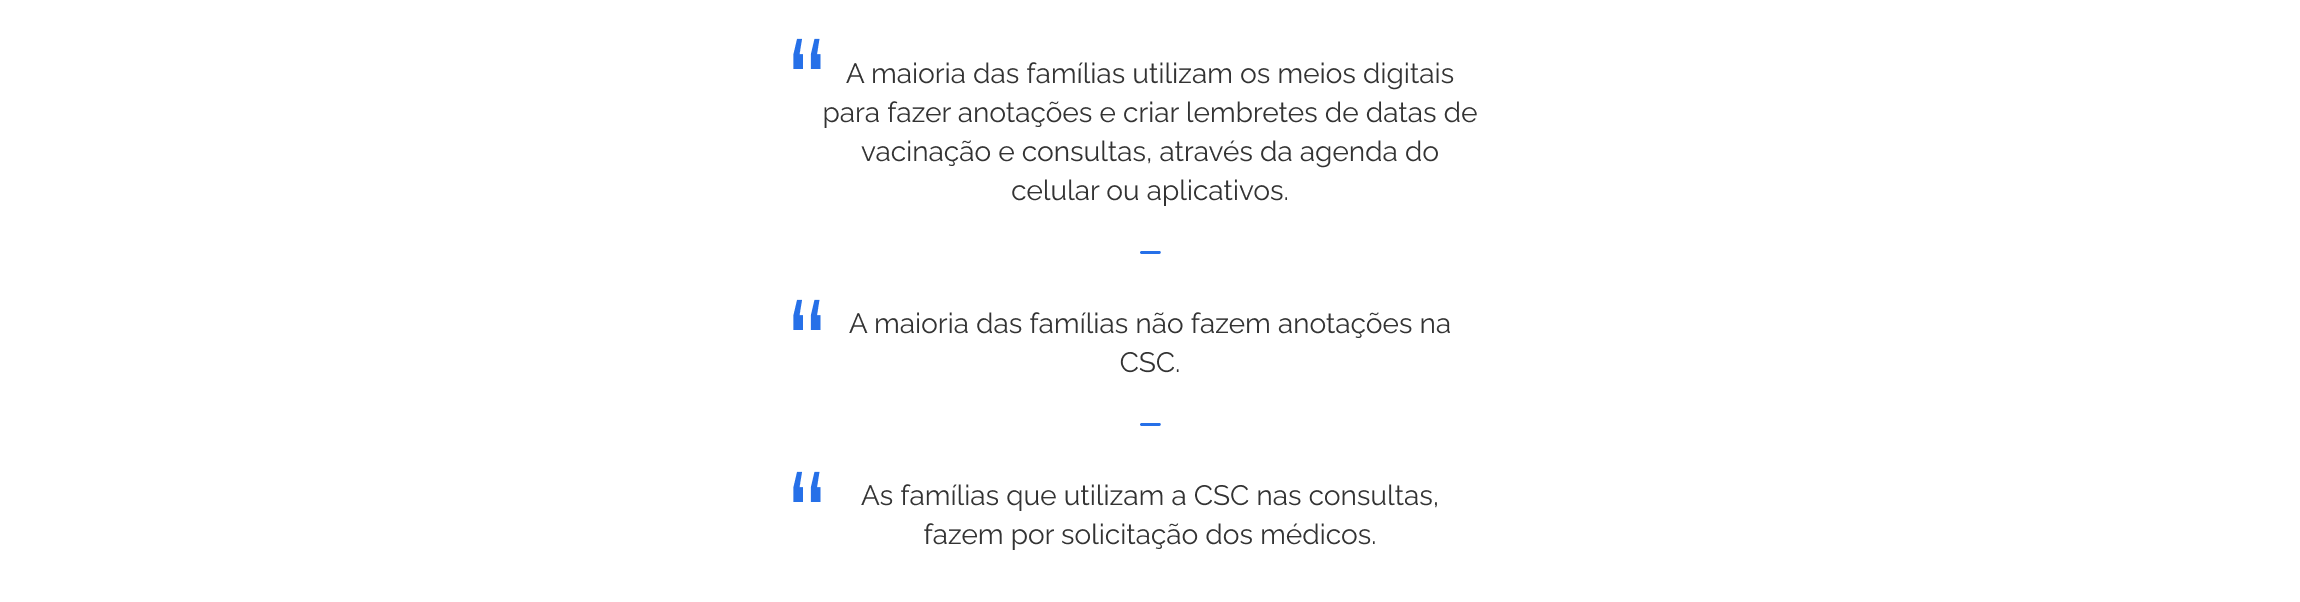 “ A maioria das famílias utilizam os meios digitais
para fazer anotações e criar lembretes de datas de
vacinação e consultas, através da agenda do
celular ou aplicativos.
–
“ A maioria das famílias não fazem anotações na
CSC.
–
“ As famílias que utilizam a CSC nas consultas,
fazem por solicitação dos médicos.